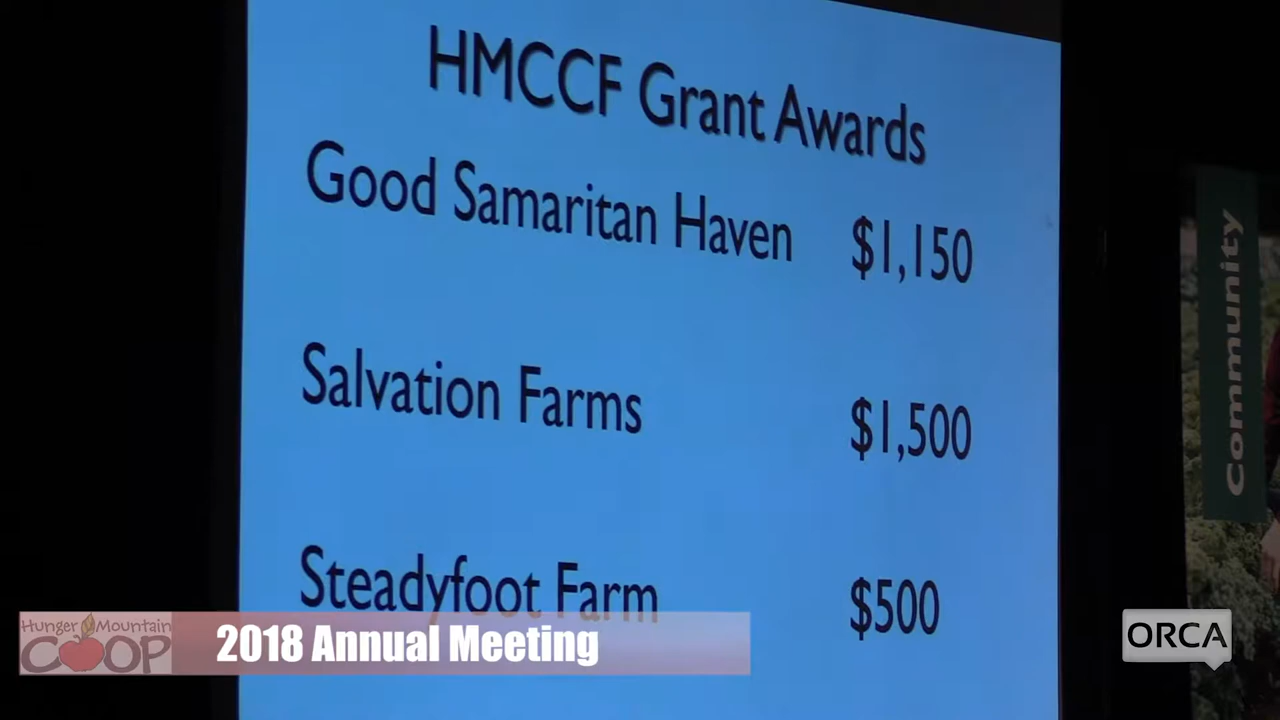 HMCCF Grant Awards
Good Samaritan Haven $1,150
Salvation Farms $1,500
Steadyfoot Farm $500
Community
Hunger Mountain
COOP
2018 Annual Meeting
ORCA